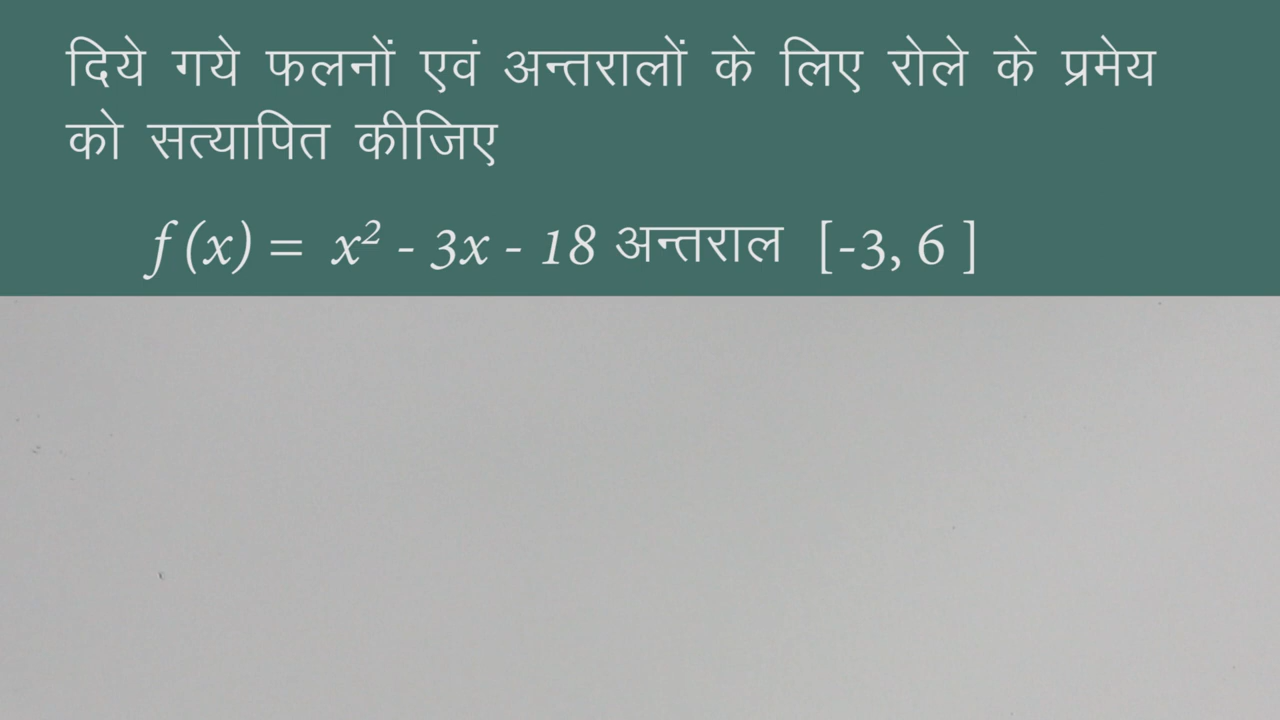 दिये गये फलनों एवं अन्तरालों के लिए रोले के प्रमेय
को सत्यापित कीजिए
f (x) = x² - 3x - 18 अन्तराल [-3, 6 ]